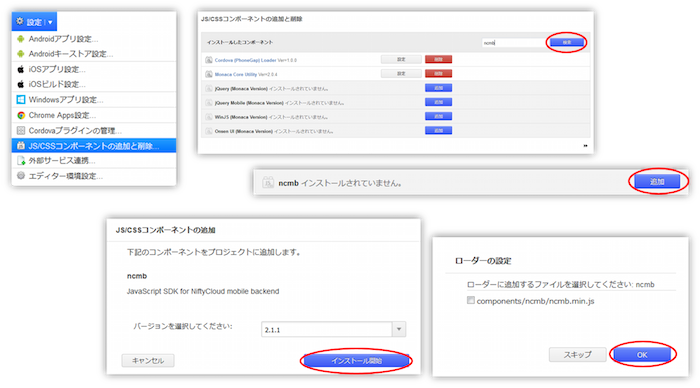 設定
Androidアプリ設定...
Androidキーストア設定...
iOSアプリ設定...
iOSビルド設定...
Windowsアプリ設定...
Chrome Apps設定...
Cordovaプラグインの管理...
JS/CSSコンポーネントの追加と削除...
外部サービス連携...
エディター環境設定...
JS/CSSコンポーネントの追加と削除
インストールしたコンポーネント ncmb 検索
Cordova (PhoneGap) Loader 設定 削除
Monaca Core Utility 設定 削除
jQuery (Monaca Version) インストールされていません。 追加
jQuery Mobile (Monaca Version) インストールされていません。 追加
WinJS (Monaca Version) インストールされていません。 追加
Onsen UI (Monaca Version) インストールされていません。 追加
ncmb インストールされていません。 追加
JS/CSSコンポーネントの追加
下記のコンポーネントをプロジェクトに追加します。
ncmb
JavaScript SDK for NiftyCloud mobile backend
バージョンを選択してください: 2.1.1
キャンセル インストール開始
ローダーの設定
ローダーに追加するファイルを選択してください: ncmb
components/ncmb/ncmb.min.js
スキップ OK